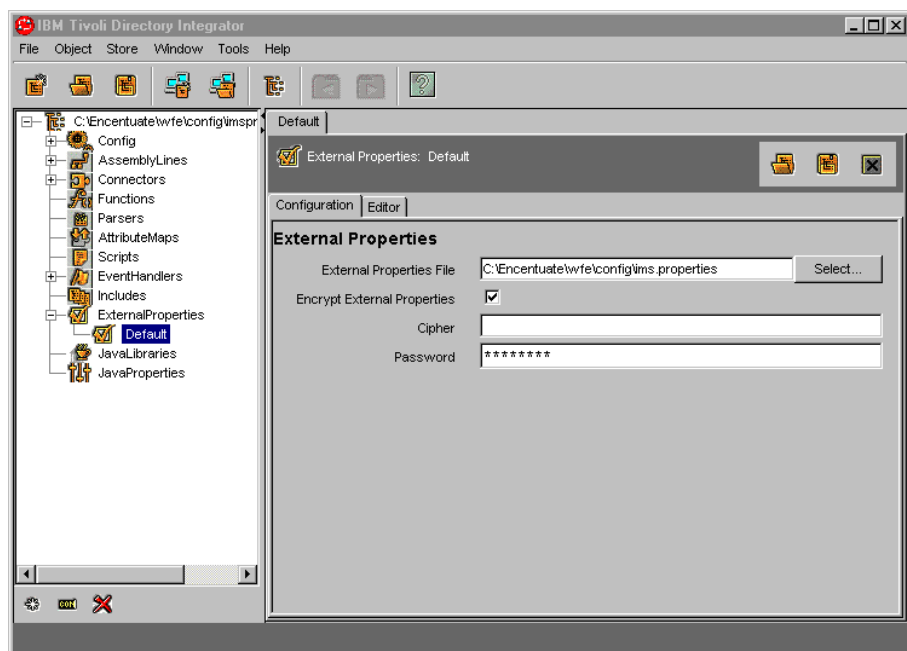 IBM Tivoli Directory Integrator
File Object Store Window Tools Help
C:\Encentuate\wfe\config\imspr
Config
AssemblyLines
Connectors
Functions
Parsers
AttributeMaps
Scripts
EventHandlers
Includes
ExternalProperties
Default
JavaLibraries
JavaProperties
Default
External Properties: Default
Configuration Editor
External Properties
External Properties File C:\Encentuate\wfe\config\ims.properties Select...
Encrypt External Properties
Cipher
Password ********